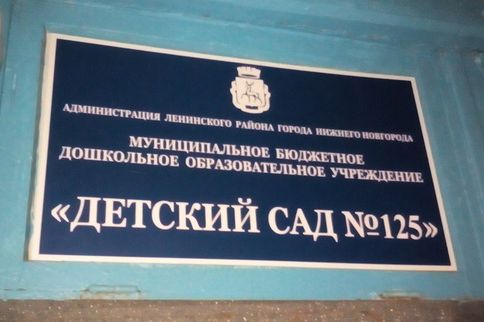 АДМИНИСТРАЦИЯ ЛЕНИНСКОГО РАЙОНА ГОРОДА НИЖНЕГО НОВГОРОДА
МУНИЦИПАЛЬНОЕ БЮДЖЕТНОЕ
ДОШКОЛЬНОЕ ОБРАЗОВАТЕЛЬНОЕ УЧРЕЖДЕНИЕ
«ДЕТСКИЙ САД №125»